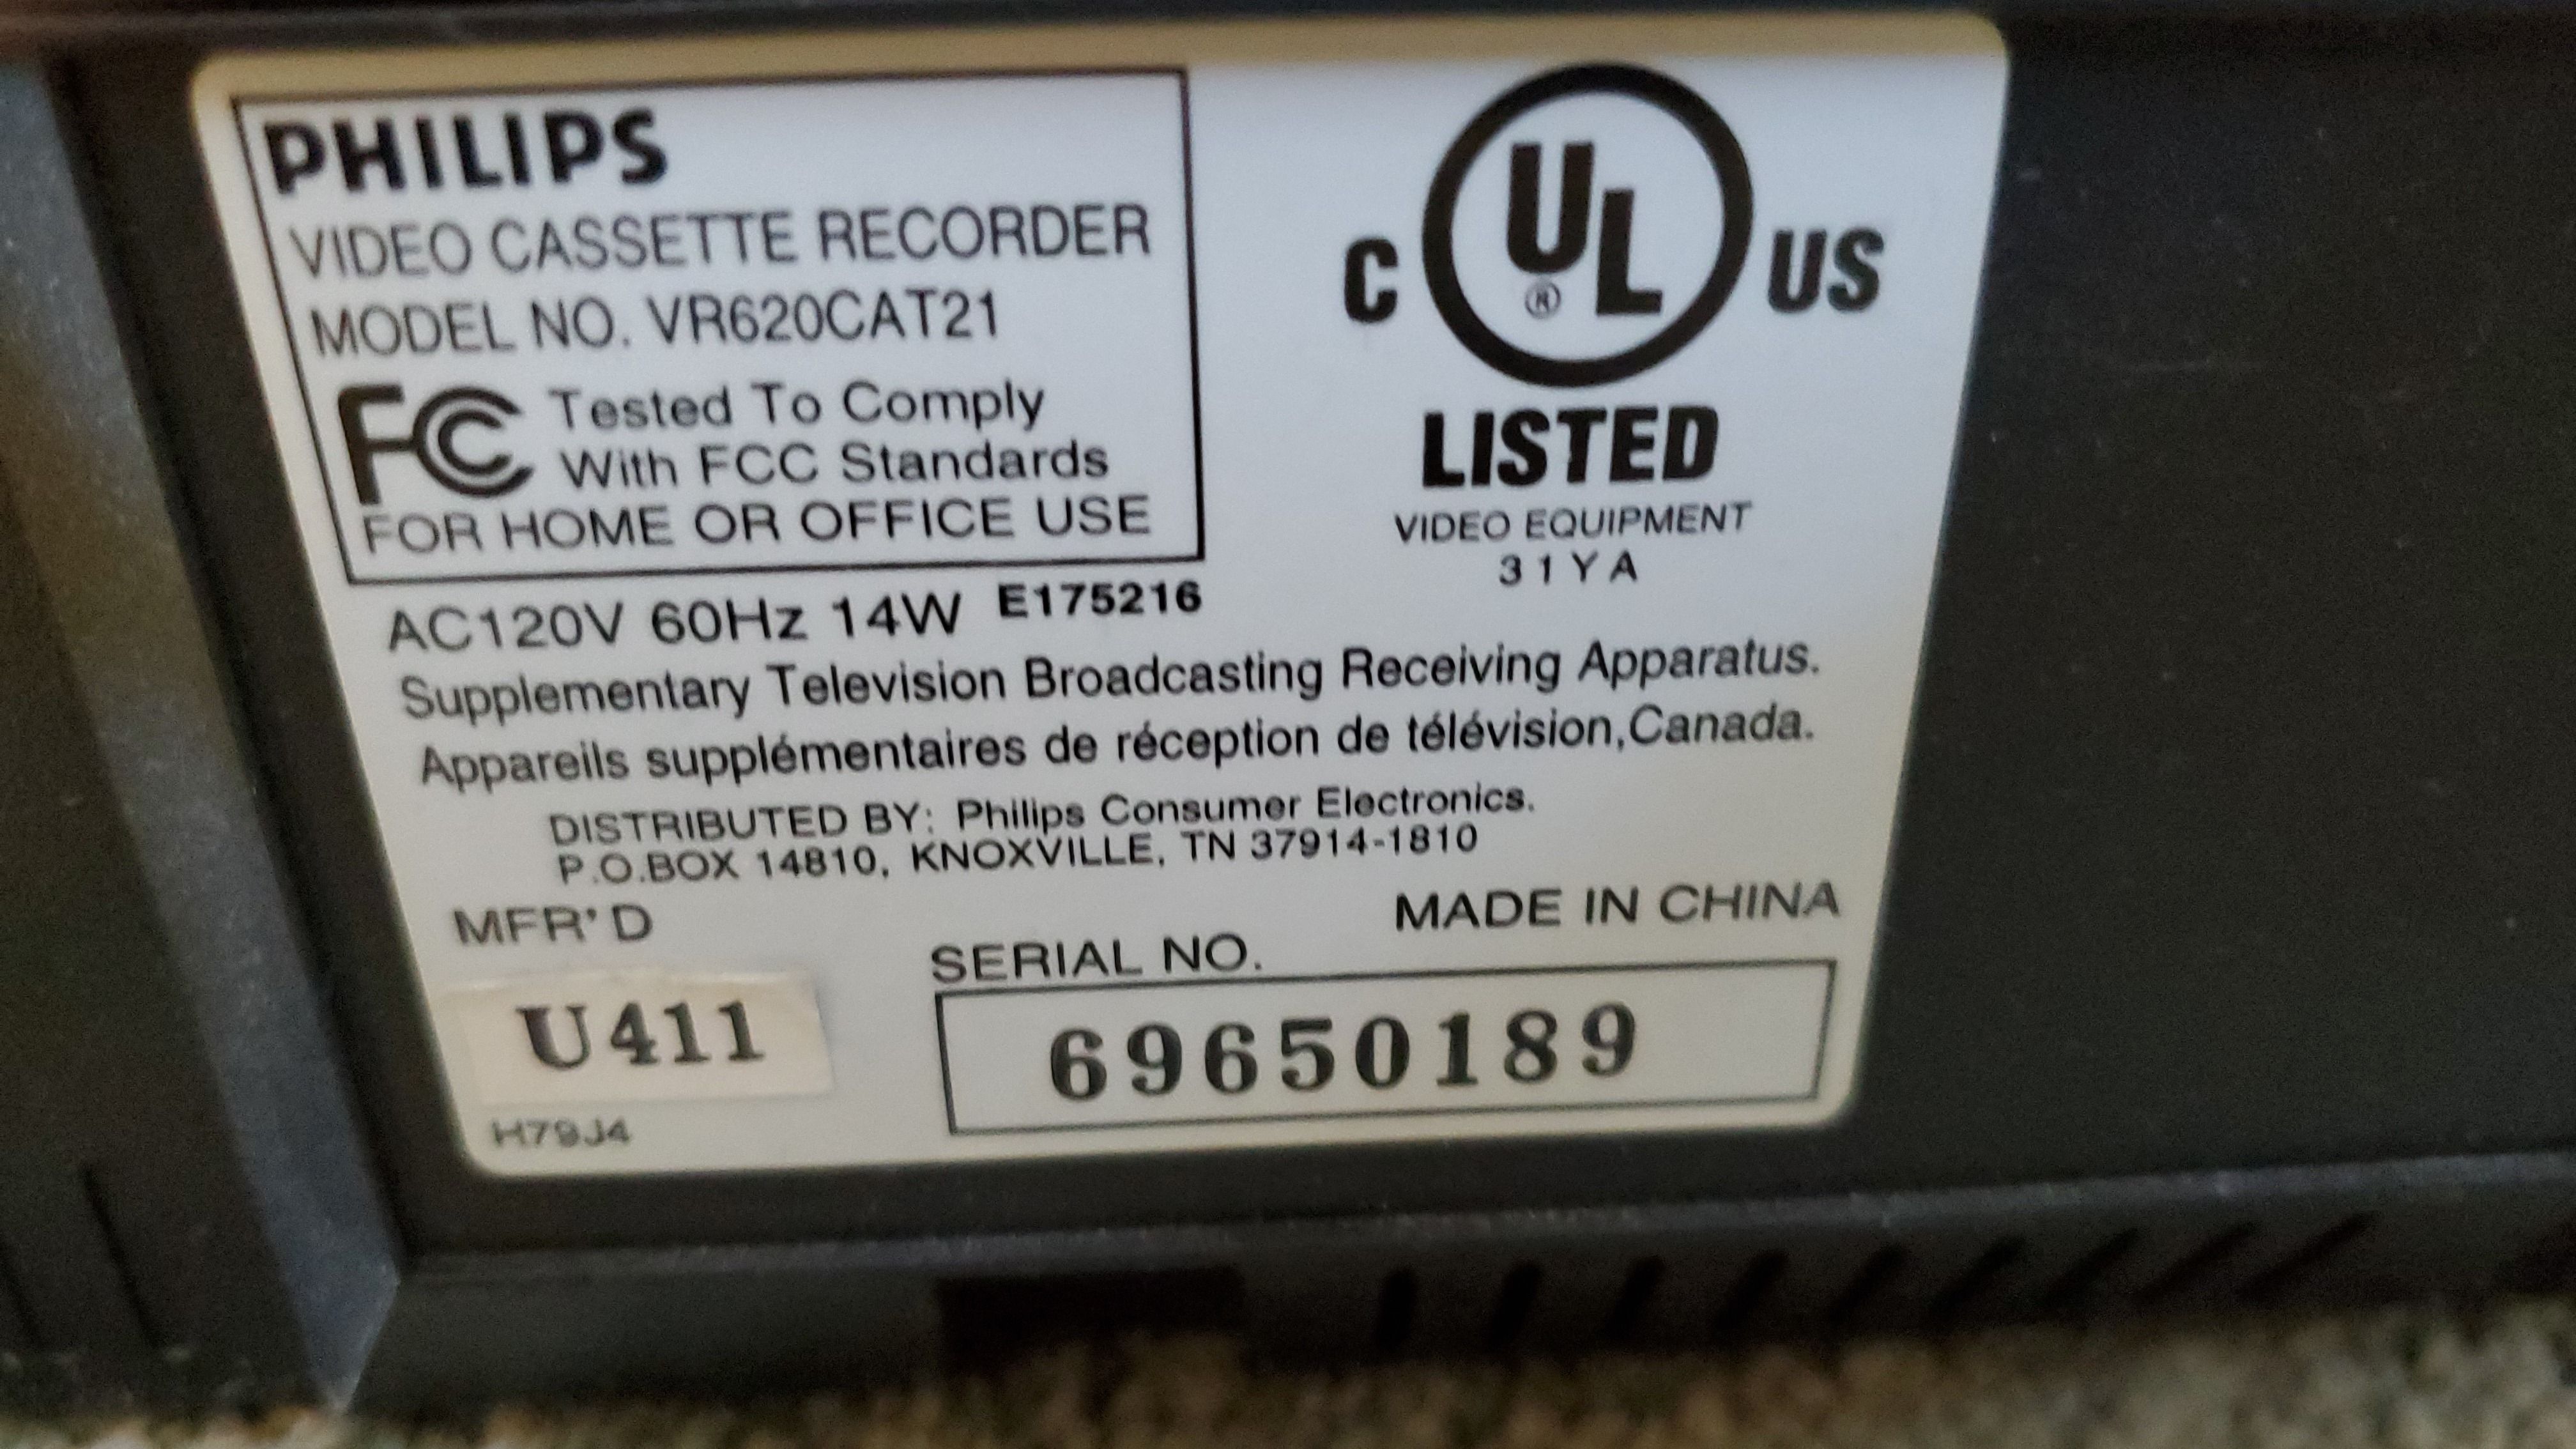 PHILIPS
VIDEO CASSETTE RECORDER
MODEL NO. VR620CAT21
FC Tested To Comply
With FCC Standards
FOR HOME OR OFFICE USE
C UL ® US
LISTED
VIDEO EQUIPMENT
31YA
AC120V 60Hz 14W E175216
Supplementary Television Broadcasting Receiving Apparatus.
Appareils supplémentaires de réception de télévision,Canada.
DISTRIBUTED BY: Philips Consumer Electronics.
P.O.BOX 14810, KNOXVILLE, TN 37914-1810
MFR'D
MADE IN CHINA
SERIAL NO.
U411
69650189
H79J4